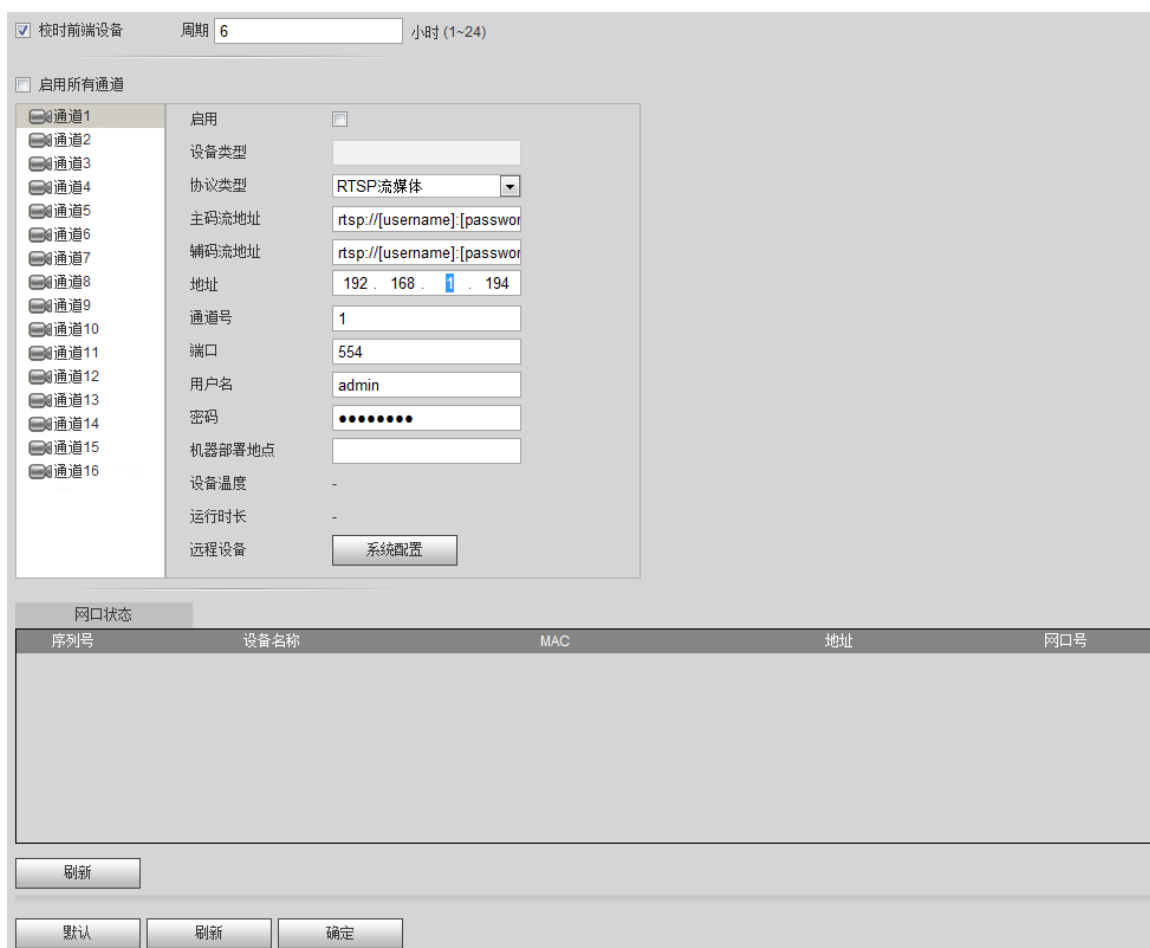 校时前端设备 周期 6 小时 (1~24)
启用所有通道
通道1
通道2
通道3
通道4
通道5
通道6
通道7
通道8
通道9
通道10
通道11
通道12
通道13
通道14
通道15
通道16
启用
设备类型
协议类型 RTSP流媒体
主码流地址 rtsp://[username]:[passwor
辅码流地址 rtsp://[username]:[passwor
地址 192 . 168 . 1 . 194
通道号 1
端口 554
用户名 admin
密码 ●●●●●●●●
机器部署地点
设备温度 -
运行时长 -
远程设备 系统配置
网口状态
序列号 设备名称 MAC 地址 网口号
刷新
默认 刷新 确定